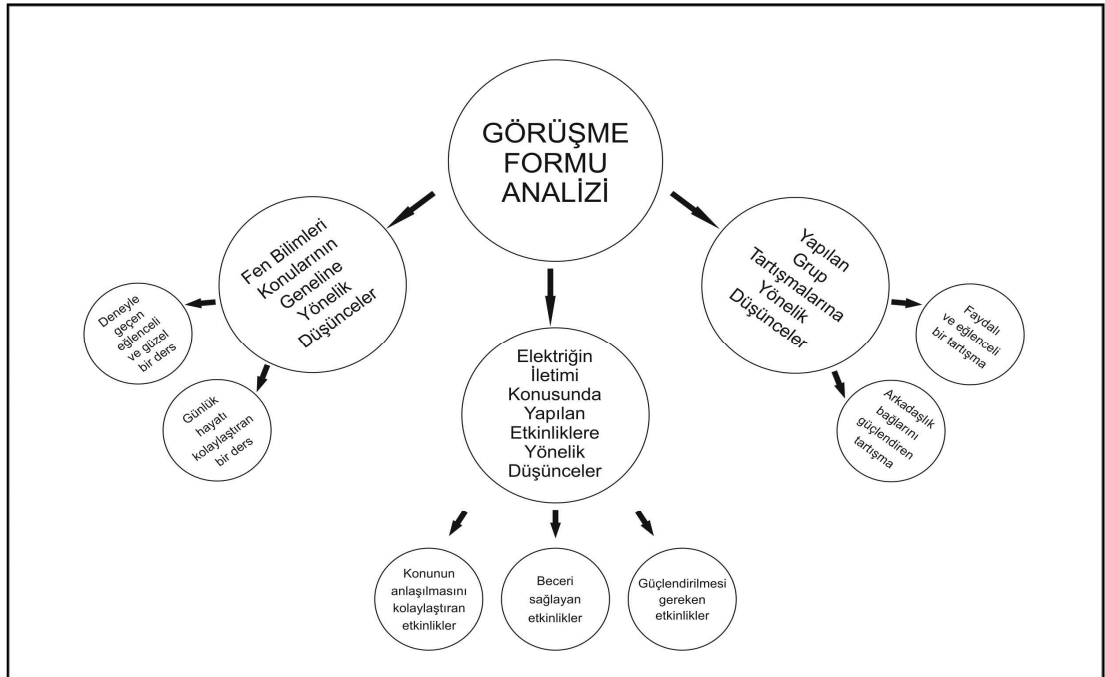 GÖRÜŞME
FORMU
ANALİZİ
Fen Bilimleri
Konularının
Geneline
Yönelik
Düşünceler
Deneyle
geçen
eğlenceli
ve güzel
bir ders
Günlük
hayatı
kolaylaştıran
bir ders
Elektriğin
İletimi
Konusunda
Yapılan
Etkinliklere
Yönelik
Düşünceler
Konunun
anlaşılmasını
kolaylaştıran
etkinlikler
Beceri
sağlayan
etkinlikler
Güçlendirilmesi
gereken
etkinlikler
Yapılan
Grup
Tartışmalarına
Yönelik
Düşünceler
Faydalı
ve eğlenceli
bir tartışma
Arkadaşlık
bağlarını
güçlendiren
tartışma